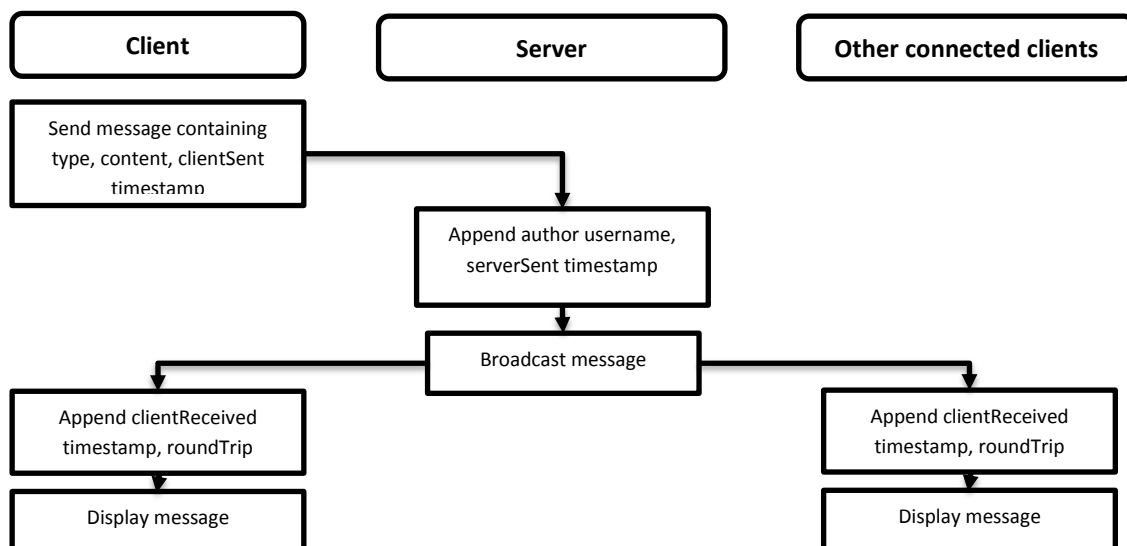 Client
Server
Other connected clients
Send message containing
type, content, clientSent
timestamp
Append author username,
serverSent timestamp
Broadcast message
Append clientReceived
timestamp, roundTrip
Append clientReceived
timestamp, roundTrip
Display message
Display message